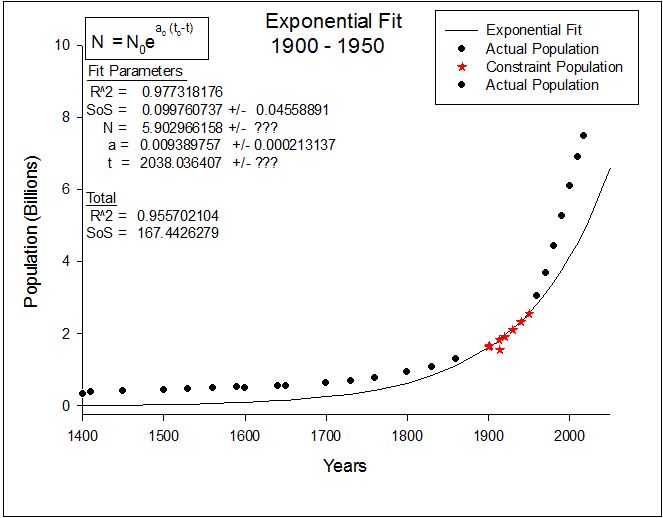 Exponential Fit
1900 - 1950
N = N₀e^a₀ (t₀-t)
Fit Parameters
R^2 = 0.977318176
SoS = 0.099760737 +/- 0.04558891
N = 5.902966158 +/- ???
a = 0.009389757 +/- 0.000213137
t = 2038.036407 +/- ???
Total
R^2 = 0.955702104
SoS = 167.4426279
Exponential Fit
Actual Population
Constraint Population
Actual Population
Population (Billions)
10
8
6
4
2
0
1400 1500 1600 1700 1800 1900 2000
Years